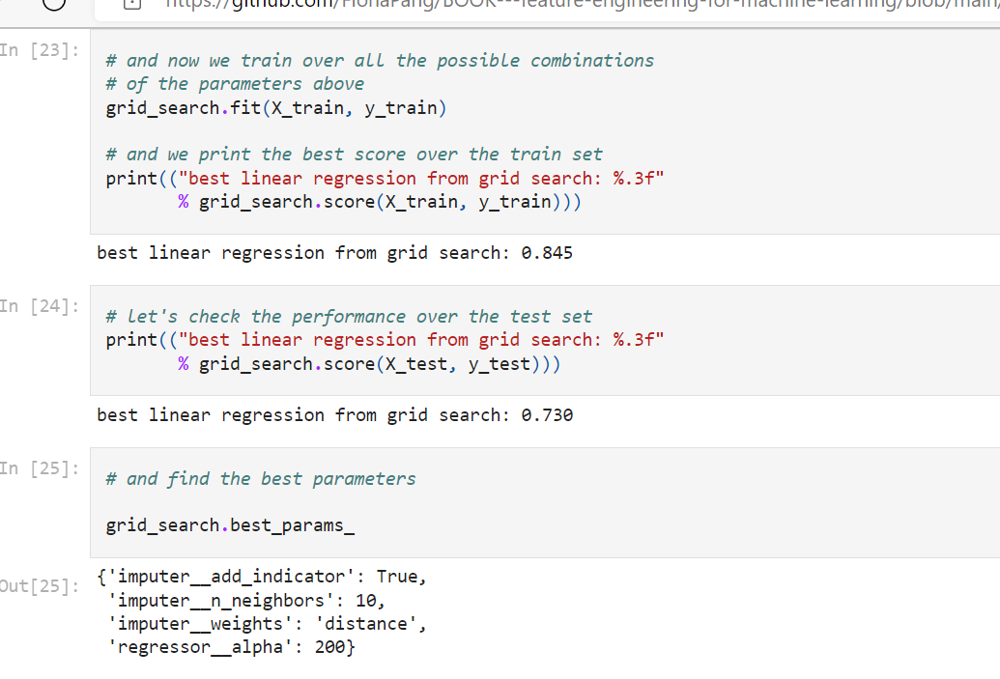 https://github.com/FionaPang/BOOK---feature-engineering-for-machine-learning/blob/main/
In [23]:
# and now we train over all the possible combinations
# of the parameters above
grid_search.fit(X_train, y_train)
# and we print the best score over the train set
print(("best linear regression from grid search: %.3f"
% grid_search.score(X_train, y_train)))
best linear regression from grid search: 0.845
In [24]:
# let's check the performance over the test set
print(("best linear regression from grid search: %.3f"
% grid_search.score(X_test, y_test)))
best linear regression from grid search: 0.730
In [25]:
# and find the best parameters
grid_search.best_params_
Out[25]:
{'imputer__add_indicator': True,
'imputer__n_neighbors': 10,
'imputer__weights': 'distance',
'regressor__alpha': 200}